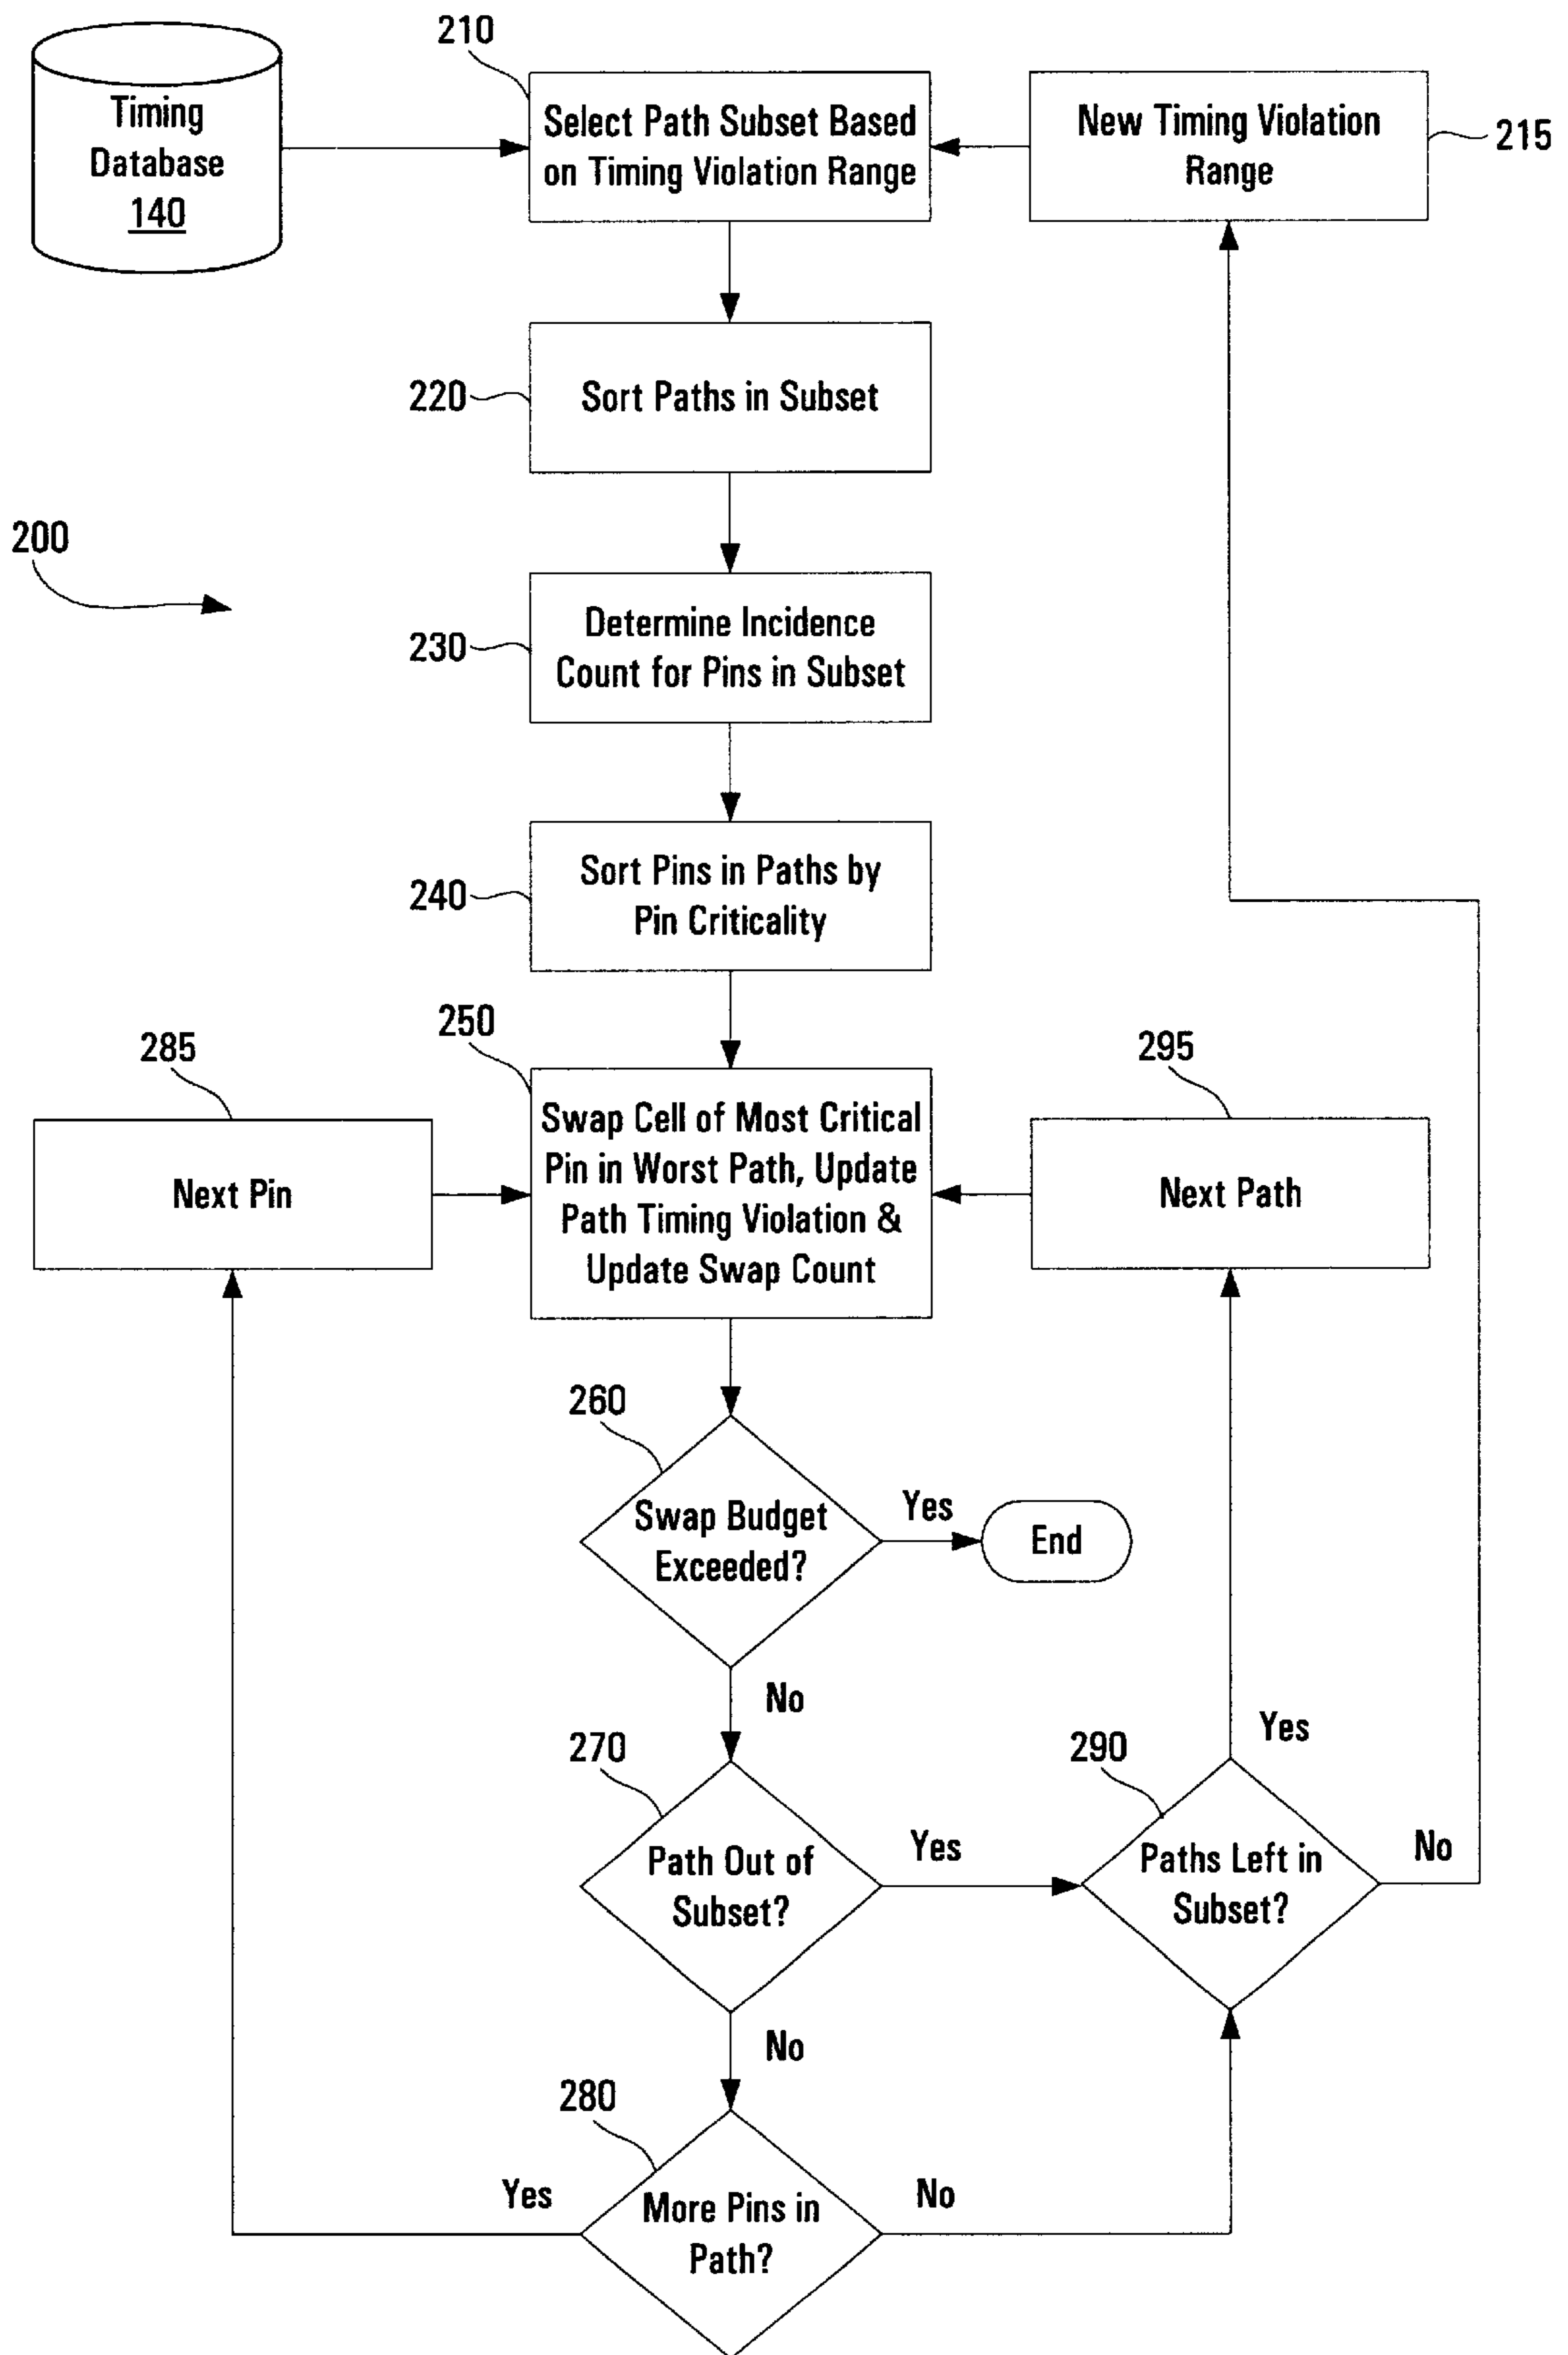 210
Timing
Database
140
Select Path Subset Based
on Timing Violation Range
New Timing Violation
Range
215
220
Sort Paths in Subset
200
230
Determine Incidence
Count for Pins in Subset
240
Sort Pins in Paths by
Pin Criticality
250
285
295
Next Pin
Swap Cell of Most Critical
Pin in Worst Path, Update
Path Timing Violation &
Update Swap Count
Next Path
260
Swap Budget
Exceeded?
Yes
End
No
270
Path Out of
Subset?
Yes
290
Yes
Paths Left in
Subset?
No
No
280
Yes
More Pins in
Path?
No